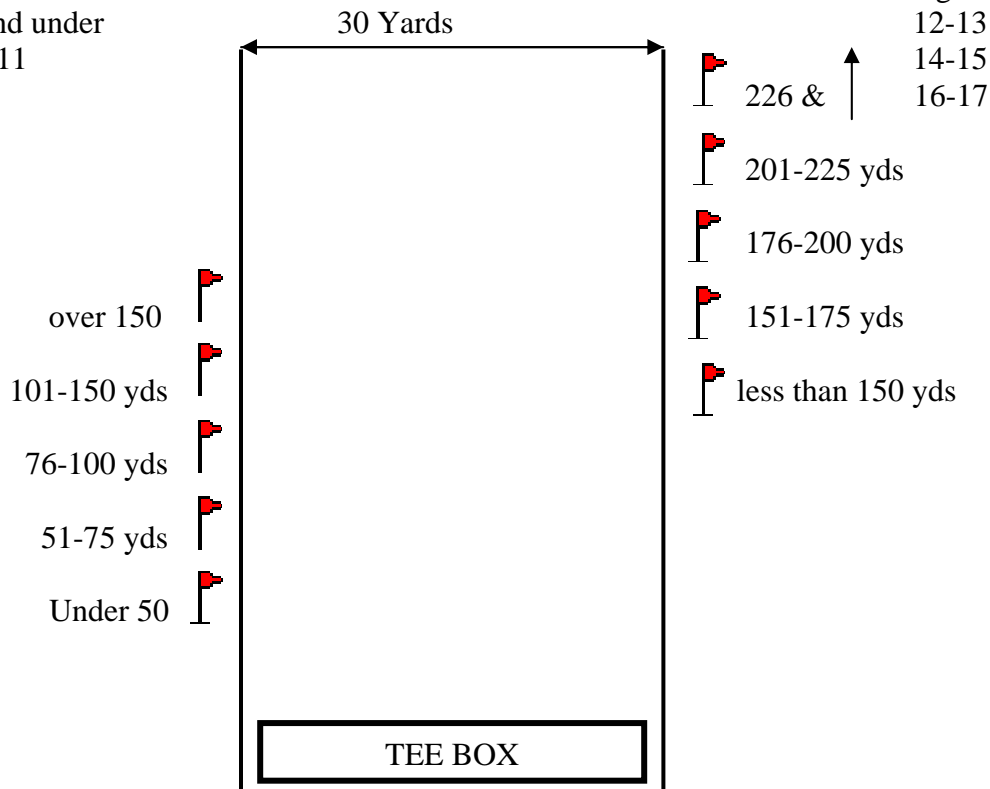 nd under
11
30 Yards
12-13
14-15
16-17
226 &
201-225 yds
176-200 yds
151-175 yds
less than 150 yds
over 150
101-150 yds
76-100 yds
51-75 yds
Under 50
TEE BOX